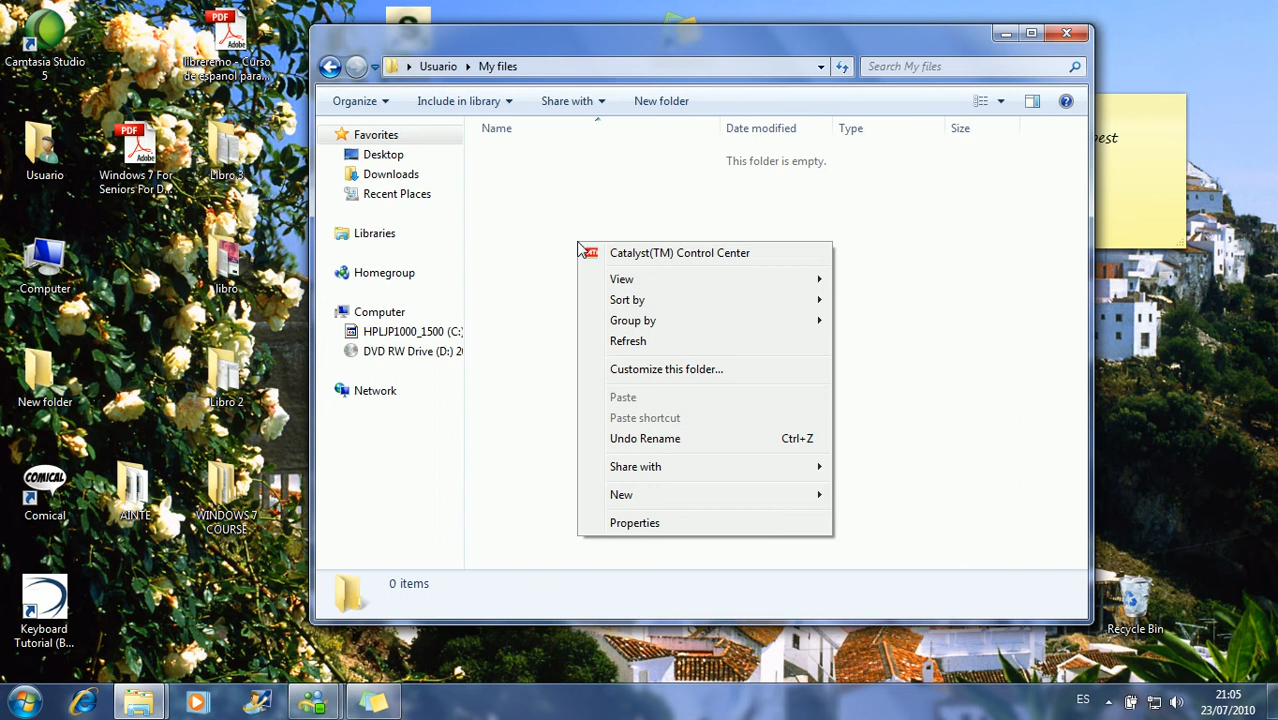 Camtasia Studio
5
libreremo - Curso
de espanol para...
Usuario
Windows 7 For
Seniors For D...
Libro 3
Computer
libro
New folder
Libro 2
Comical
AINTE
WINDOWS 7
COURSE
Keyboard
Tutorial (B...
Recycle Bin
PDF
Adobe
PDF
Adobe
COMICAL
S
best
Usuario
My files
Search My files
Organize
Include in library
Share with
New folder
Name
Date modified
Type
Size
This folder is empty.
Favorites
Desktop
Downloads
Recent Places
Libraries
Homegroup
Computer
HPLJP1000_1500 (C:)
DVD RW Drive (D:) 2
Network
Catalyst(TM) Control Center
View
Sort by
Group by
Refresh
Customize this folder...
Paste
Paste shortcut
Undo Rename Ctrl+Z
Share with
New
Properties
0 items
ES
21:05
23/07/2010